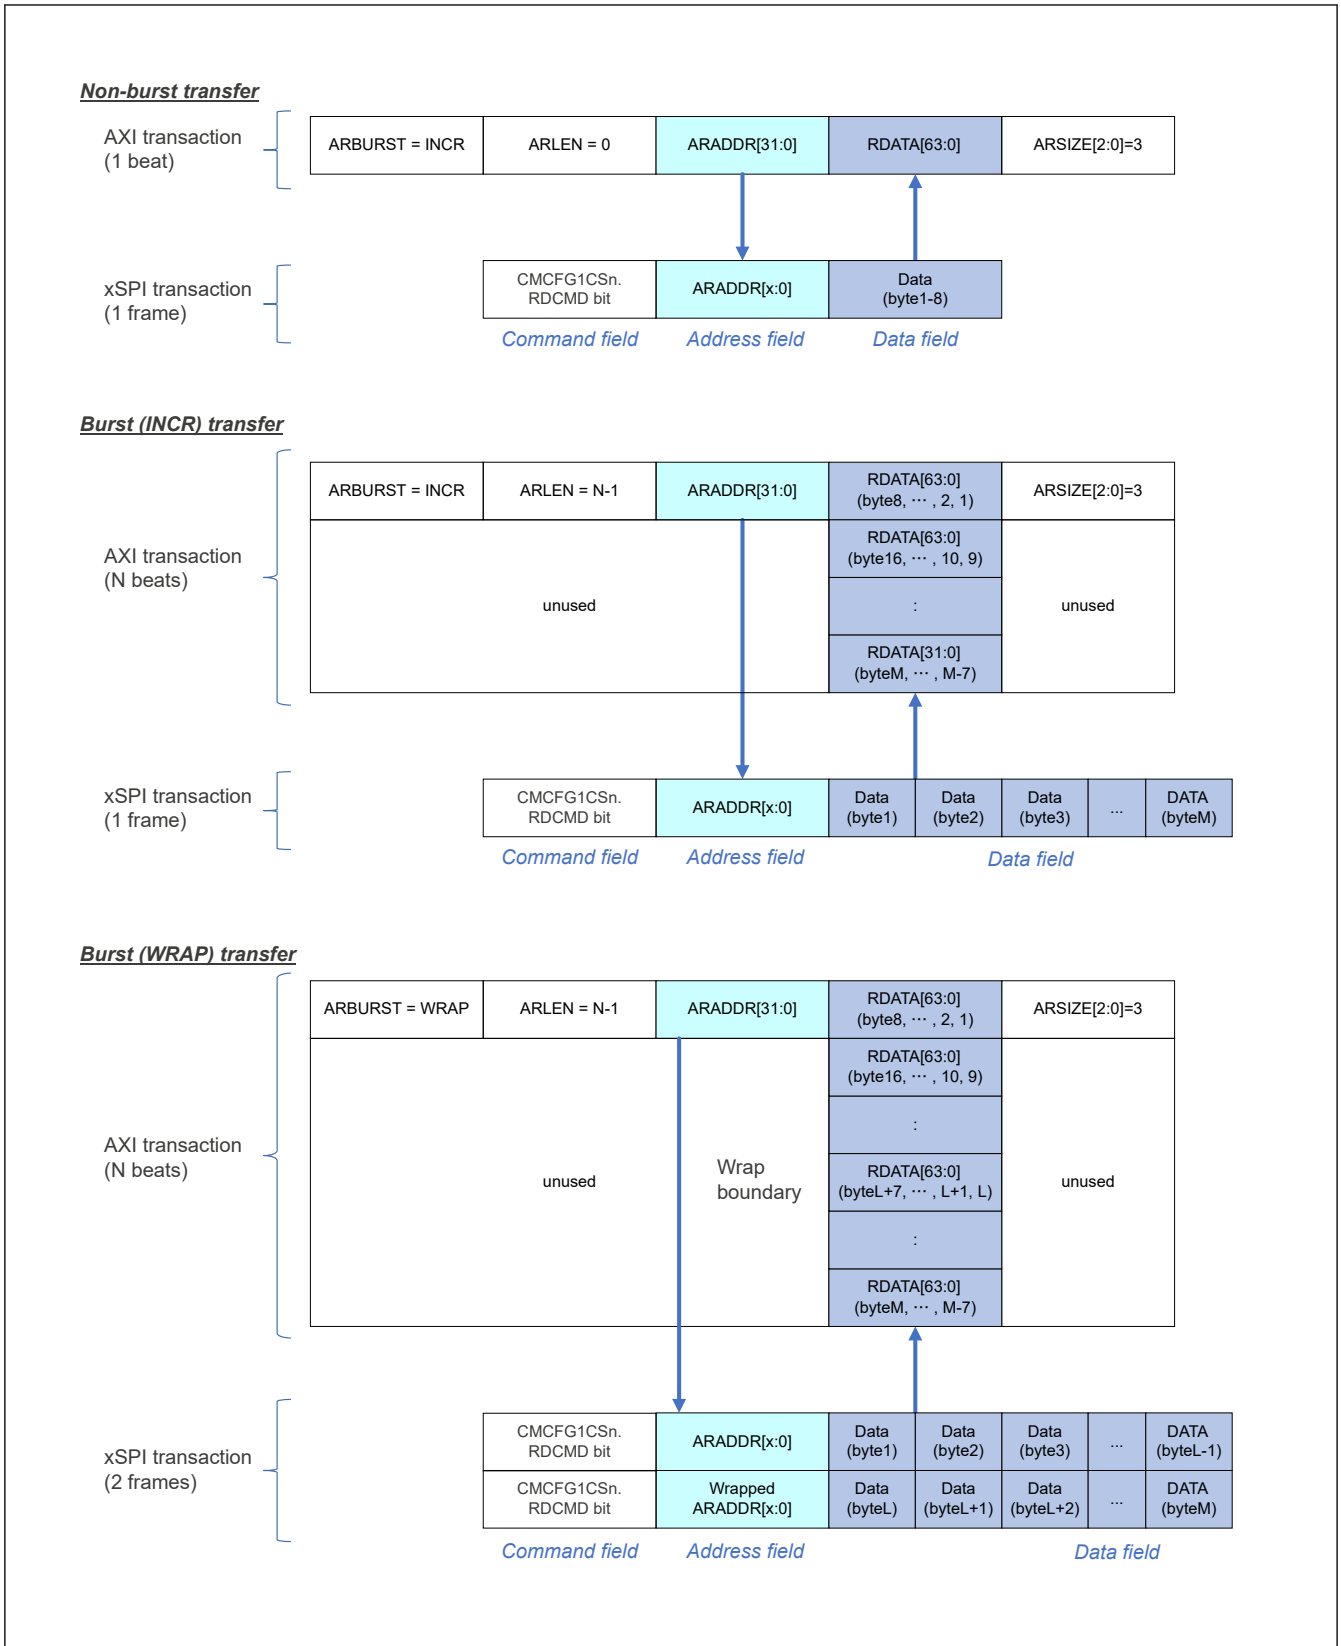 Non-burst transfer
AXI transaction
(1 beat)
ARBURST = INCR
ARLEN = 0
ARADDR[31:0]
RDATA[63:0]
ARSIZE[2:0]=3
xSPI transaction
(1 frame)
CMCFG1CSn.
RDCMD bit
ARADDR[x:0]
Data
(byte1-8)
Command field
Address field
Data field
Burst (INCR) transfer
AXI transaction
(N beats)
ARBURST = INCR
ARLEN = N-1
ARADDR[31:0]
RDATA[63:0]
(byte8, ⋯ , 2, 1)
ARSIZE[2:0]=3
unused
RDATA[63:0]
(byte16, ⋯ , 10, 9)
:
RDATA[31:0]
(byteM, ⋯ , M-7)
unused
xSPI transaction
(1 frame)
CMCFG1CSn.
RDCMD bit
ARADDR[x:0]
Data
(byte1)
Data
(byte2)
Data
(byte3)
...
DATA
(byteM)
Command field
Address field
Data field
Burst (WRAP) transfer
AXI transaction
(N beats)
ARBURST = WRAP
ARLEN = N-1
ARADDR[31:0]
RDATA[63:0]
(byte8, ⋯ , 2, 1)
ARSIZE[2:0]=3
unused
Wrap
boundary
RDATA[63:0]
(byte16, ⋯ , 10, 9)
:
RDATA[63:0]
(byteL+7, ⋯ , L+1, L)
:
RDATA[63:0]
(byteM, ⋯ , M-7)
unused
xSPI transaction
(2 frames)
CMCFG1CSn.
RDCMD bit
ARADDR[x:0]
Data
(byte1)
Data
(byte2)
Data
(byte3)
...
DATA
(byteL-1)
CMCFG1CSn.
RDCMD bit
Wrapped
ARADDR[x:0]
Data
(byteL)
Data
(byteL+1)
Data
(byteL+2)
...
DATA
(byteM)
Command field
Address field
Data field